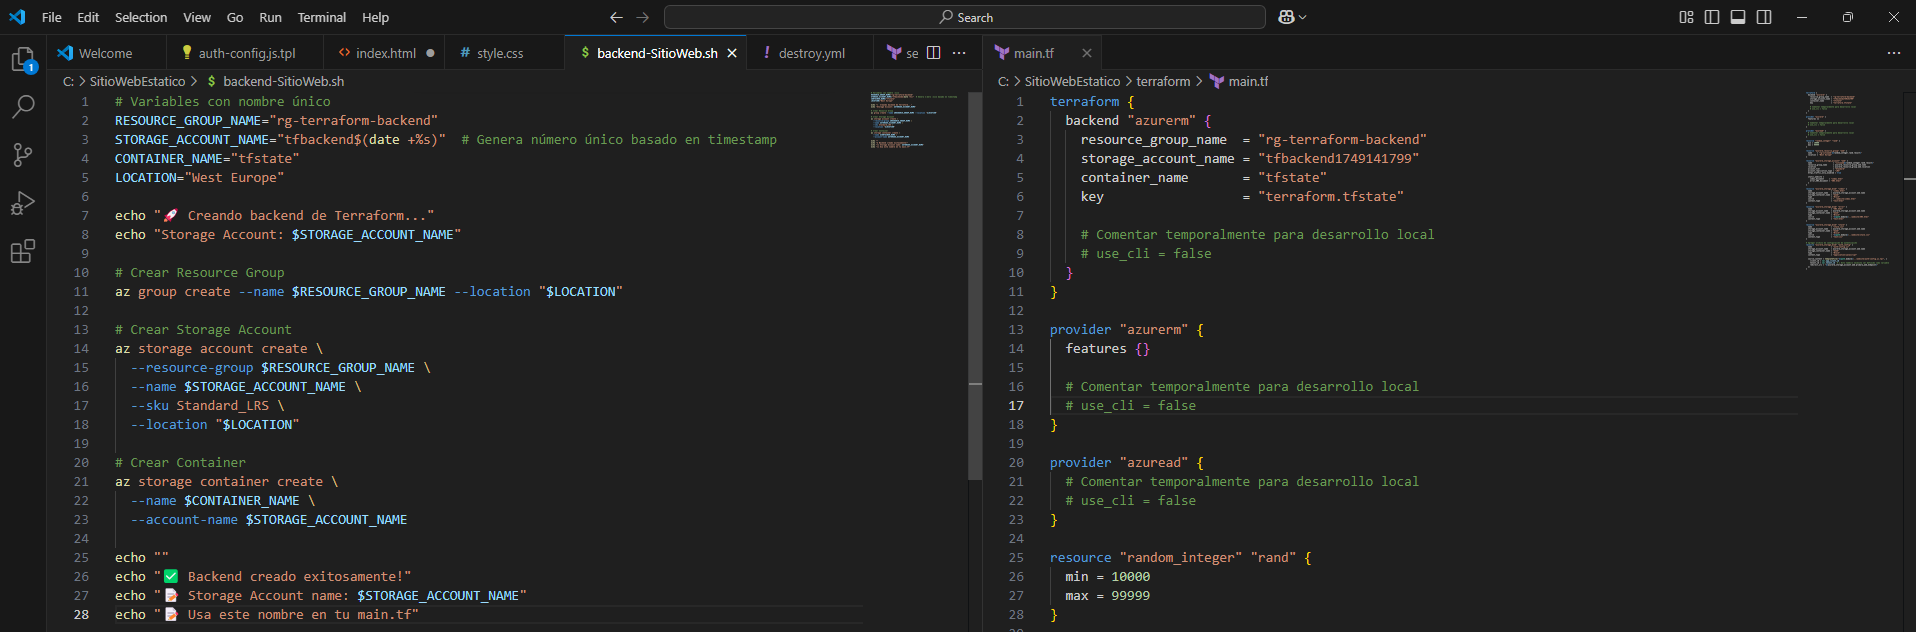 File Edit Selection View Go Run Terminal Help
Search
Welcome
auth-config.js.tpl
index.html
style.css
backend-SitioWeb.sh
destroy.yml
se
main.tf
C: > SitioWebEstatico > $ backend-SitioWeb.sh
1 # Variables con nombre único
2 RESOURCE_GROUP_NAME="rg-terraform-backend"
3 STORAGE_ACCOUNT_NAME="tfbackend$(date +%s)"  # Genera número único basado en timestamp
4 CONTAINER_NAME="tfstate"
5 LOCATION="West Europe"
6
7 echo "🚀 Creando backend de Terraform..."
8 echo "Storage Account: $STORAGE_ACCOUNT_NAME"
9
10 # Crear Resource Group
11 az group create --name $RESOURCE_GROUP_NAME --location "$LOCATION"
12
13 # Crear Storage Account
14 az storage account create \
15   --resource-group $RESOURCE_GROUP_NAME \
16   --name $STORAGE_ACCOUNT_NAME \
17   --sku Standard_LRS \
18   --location "$LOCATION"
19
20 # Crear Container
21 az storage container create \
22   --name $CONTAINER_NAME \
23   --account-name $STORAGE_ACCOUNT_NAME
24
25 echo ""
26 echo "✅ Backend creado exitosamente!"
27 echo "📝 Storage Account name: $STORAGE_ACCOUNT_NAME"
28 echo "📝 Usa este nombre en tu main.tf"
C: > SitioWebEstatico > terraform > main.tf
1 terraform {
2   backend "azurerm" {
3     resource_group_name  = "rg-terraform-backend"
4     storage_account_name = "tfbackend1749141799"
5     container_name       = "tfstate"
6     key                  = "terraform.tfstate"
7
8     # Comentar temporalmente para desarrollo local
9     # use_cli = false
10   }
11 }
12
13 provider "azurerm" {
14   features {}
15
16   # Comentar temporalmente para desarrollo local
17   # use_cli = false
18 }
19
20 provider "azuread" {
21   # Comentar temporalmente para desarrollo local
22   # use_cli = false
23 }
24
25 resource "random_integer" "rand" {
26   min = 10000
27   max = 99999
28 }
1